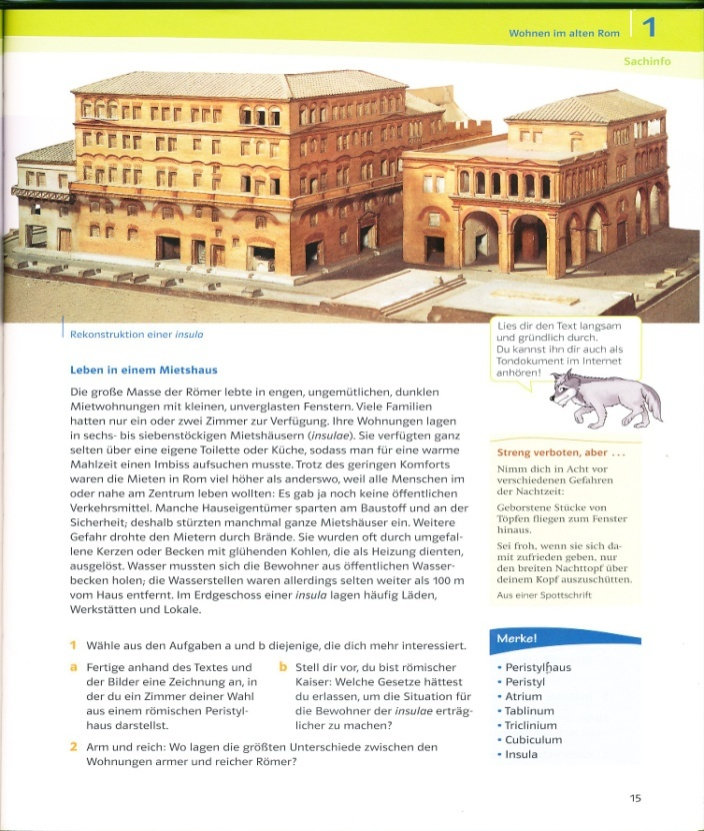 Wohnen im alten Rom
1
Sachinfo
Rekonstruktion einer insula
Lies dir den Text langsam
und gründlich durch.
Du kannst ihn dir auch als
Tondokument im Internet
anhören!
Leben in einem Mietshaus
Die große Masse der Römer lebte in engen, ungemütlichen, dunklen
Mietwohnungen mit kleinen, unverglasten Fenstern. Viele Familien
hatten nur ein oder zwei Zimmer zur Verfügung. Ihre Wohnungen lagen
in sechs- bis siebenstöckigen Mietshäusern (insulae). Sie verfügten ganz
selten über eine eigene Toilette oder Küche, sodass man für eine warme
Mahlzeit einen Imbiss aufsuchen musste. Trotz des geringen Komforts
waren die Mieten in Rom viel höher als anderswo, weil alle Menschen im
oder nahe am Zentrum leben wollten: Es gab ja noch keine öffentlichen
Verkehrsmittel. Manche Hauseigentümer sparten am Baustoff und an der
Sicherheit; deshalb stürzten manchmal ganze Mietshäuser ein. Weitere
Gefahr drohte den Mietern durch Brände. Sie wurden oft durch umgefal-
lene Kerzen oder Becken mit glühenden Kohlen, die als Heizung dienten,
ausgelöst. Wasser mussten sich die Bewohner aus öffentlichen Wasser-
becken holen; die Wasserstellen waren allerdings selten weiter als 100 m
vom Haus entfernt. Im Erdgeschoss einer insula lagen häufig Läden,
Werkstätten und Lokale.
Streng verboten, aber ...
Nimm dich in Acht vor
verschiedenen Gefahren
der Nachtzeit:
Geborstene Stücke von
Töpfen fliegen zum Fenster
hinaus.
Sei froh, wenn sie sich da-
mit zufrieden geben, nur
den breiten Nachttopf über
deinem Kopf auszuschütten.
Aus einer Spottschrift
1 Wähle aus den Aufgaben a und b diejenige, die dich mehr interessiert.
a Fertige anhand des Textes und
der Bilder eine Zeichnung an, in
der du ein Zimmer deiner Wahl
aus einem römischen Peristyl-
haus darstellst.
b Stell dir vor, du bist römischer
Kaiser: Welche Gesetze hättest
du erlassen, um die Situation für
die Bewohner der insulae erträg-
licher zu machen?
2 Arm und reich: Wo lagen die größten Unterschiede zwischen den
Wohnungen armer und reicher Römer?
Merke!
• Peristylhaus
• Peristyl
• Atrium
• Tablinum
• Triclinium
• Cubiculum
• Insula
15